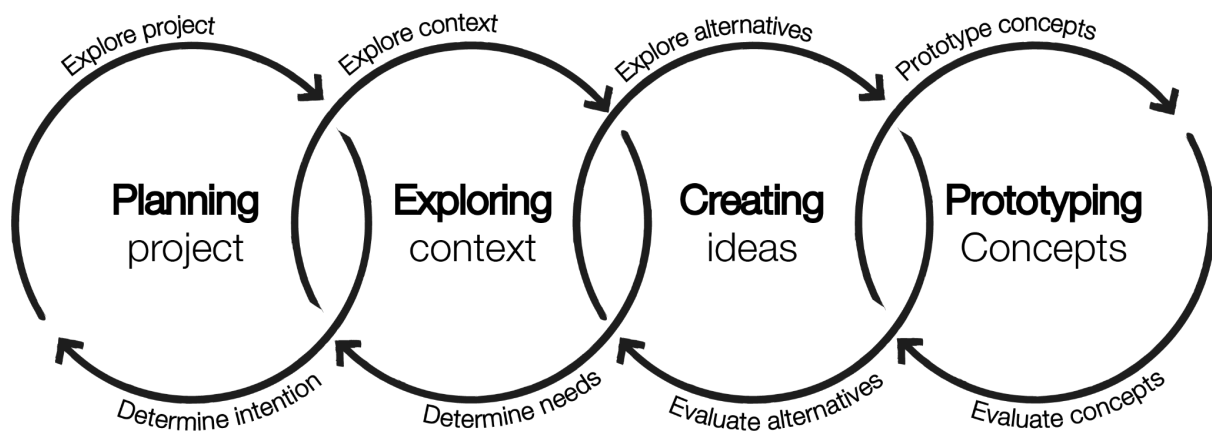 Explore project
Explore context
Explore alternatives
Prototype concepts
Planning
project
Exploring
context
Creating
ideas
Prototyping
Concepts
Determine intention
Determine needs
Evaluate alternatives
Evaluate concepts